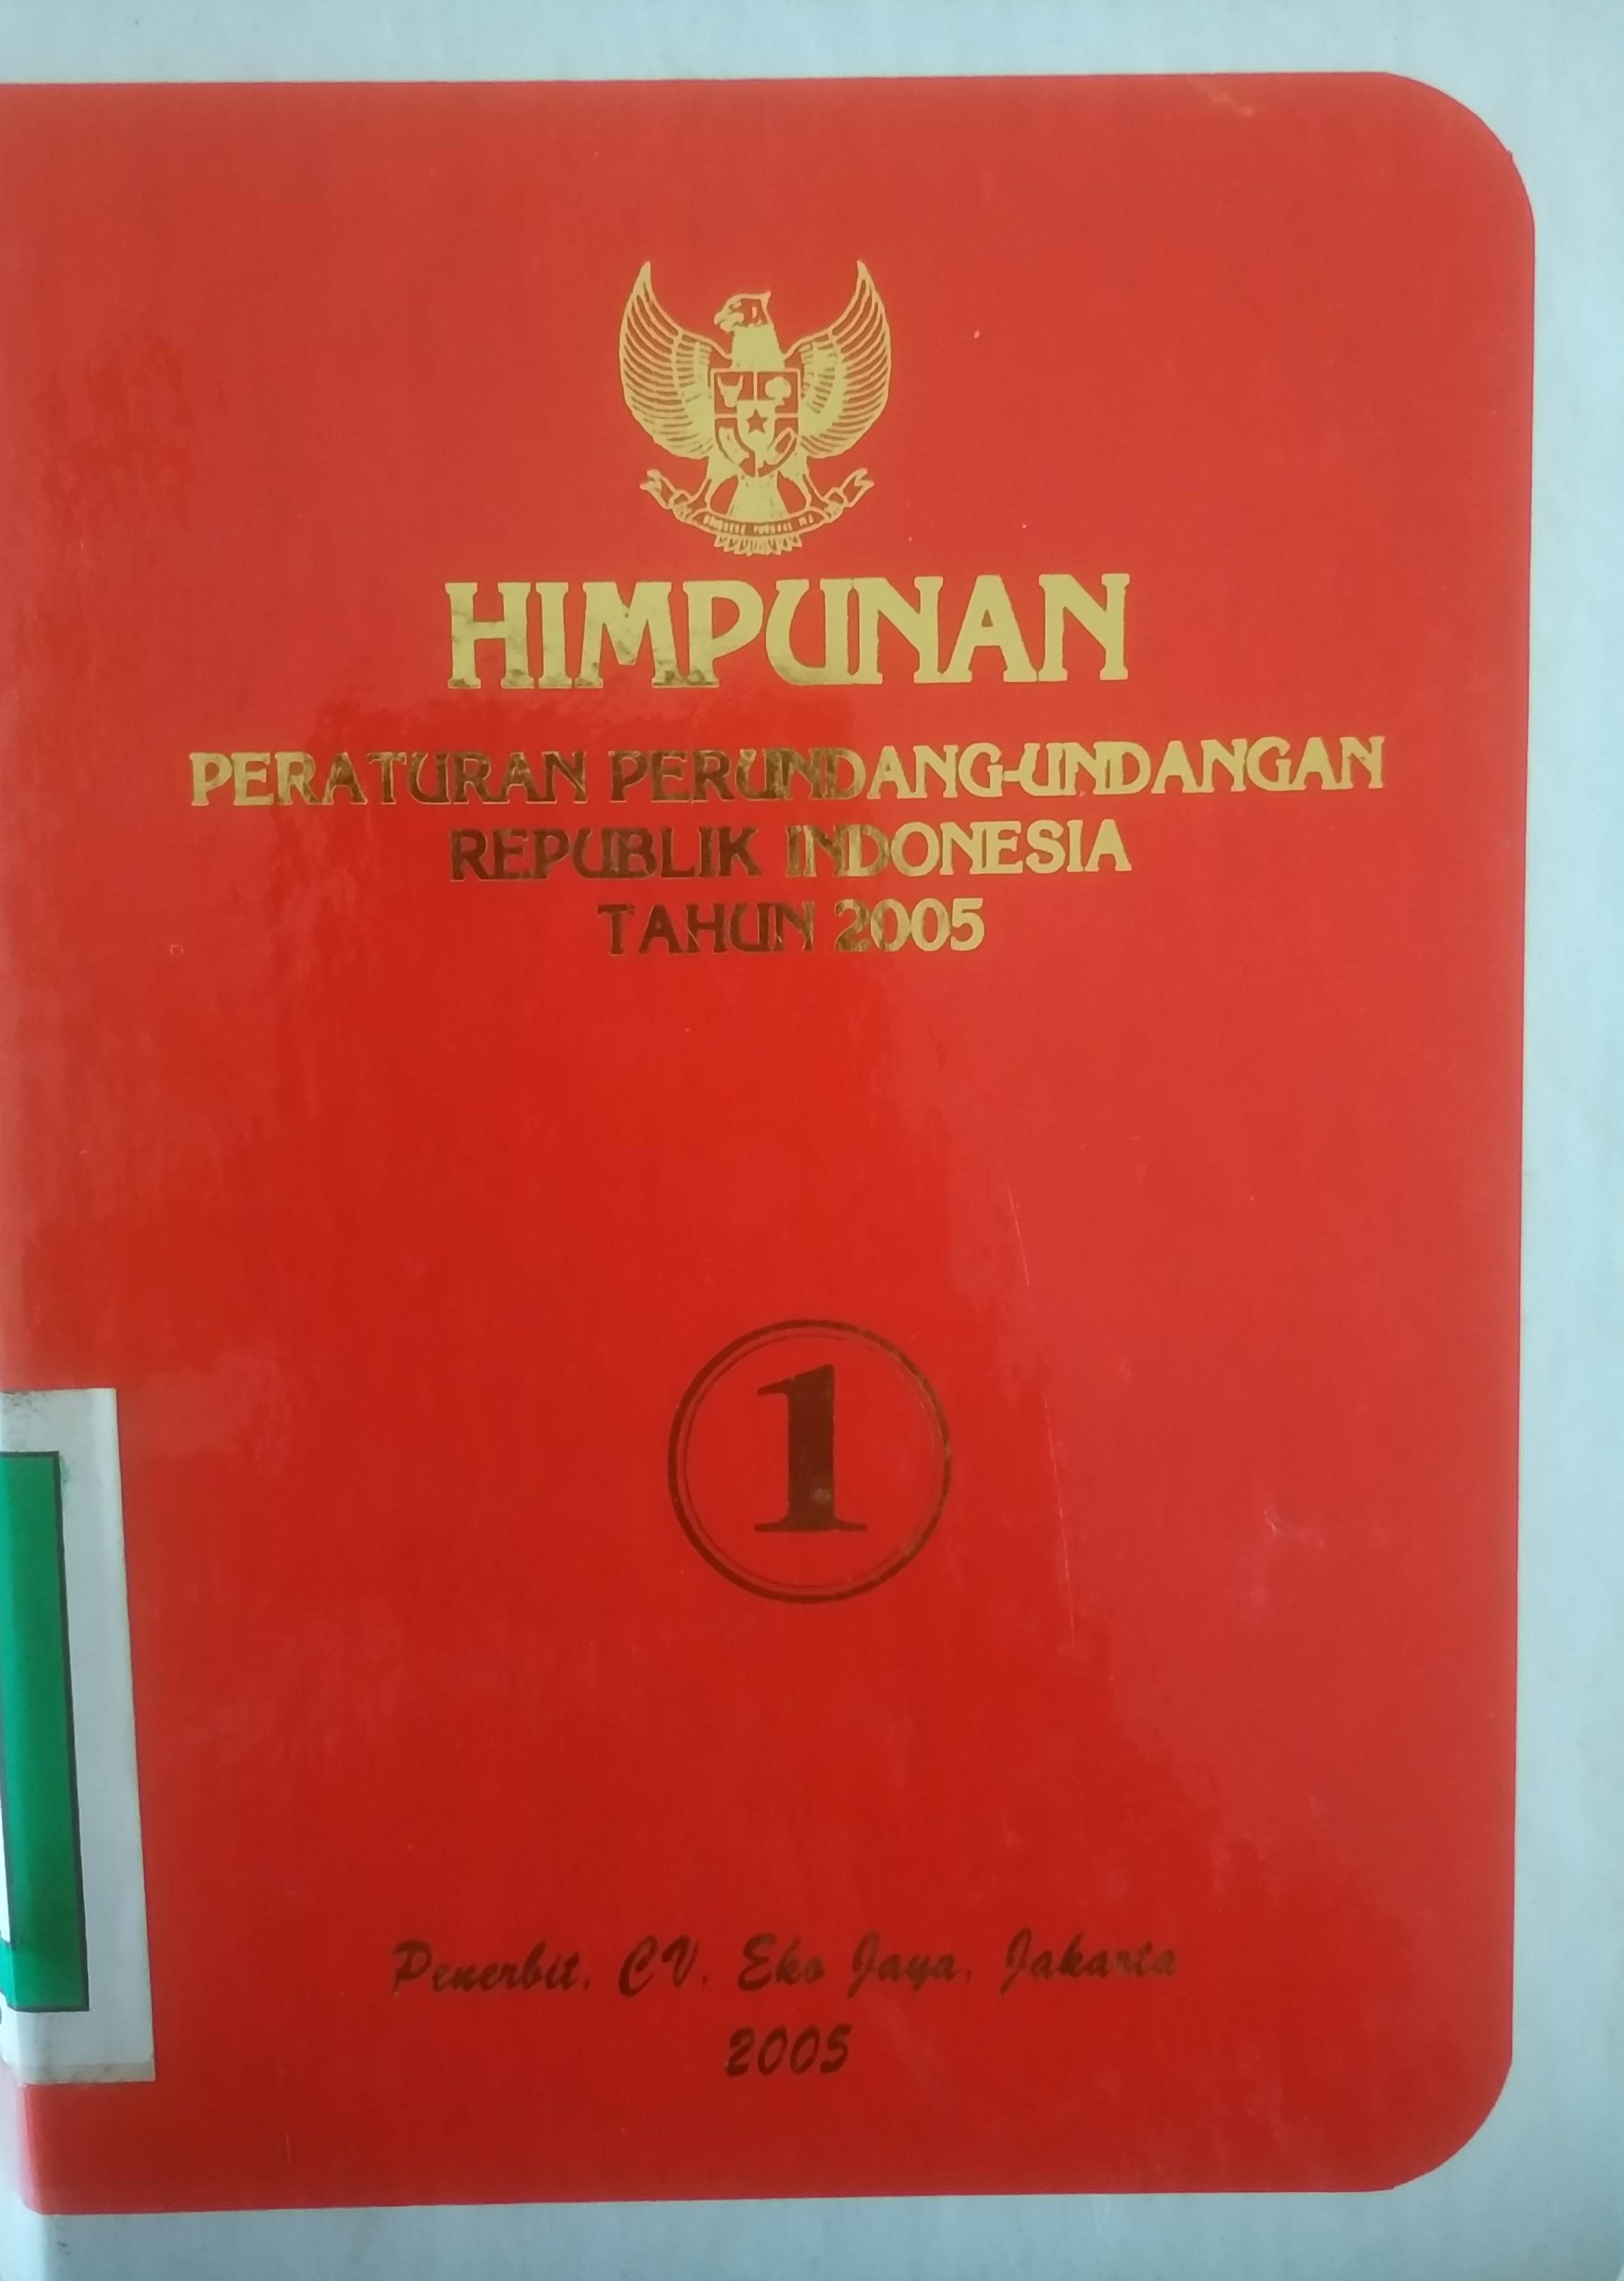 HIMPUNAN
PERATURAN PERUNDANG-UNDANGAN
REPUBLIK INDONESIA
TAHUN 2005
1
Penerbit, CV. Eko Jaya, Jakarta
2005